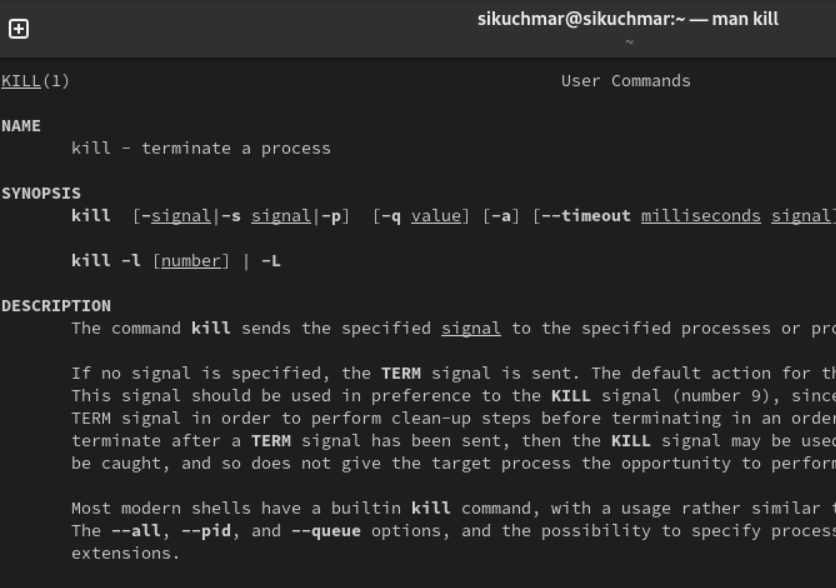 sikuchmar@sikuchmar:~ — man kill
~
KILL(1) User Commands
NAME
kill - terminate a process
SYNOPSIS
kill [-signal|-s signal|-p] [-q value] [-a] [--timeout milliseconds signal]
kill -l [number] | -L
DESCRIPTION
The command kill sends the specified signal to the specified processes or pro
If no signal is specified, the TERM signal is sent. The default action for th
This signal should be used in preference to the KILL signal (number 9), since
TERM signal in order to perform clean-up steps before terminating in an order
terminate after a TERM signal has been sent, then the KILL signal may be used
be caught, and so does not give the target process the opportunity to perform
Most modern shells have a builtin kill command, with a usage rather similar t
The --all, --pid, and --queue options, and the possibility to specify process
extensions.